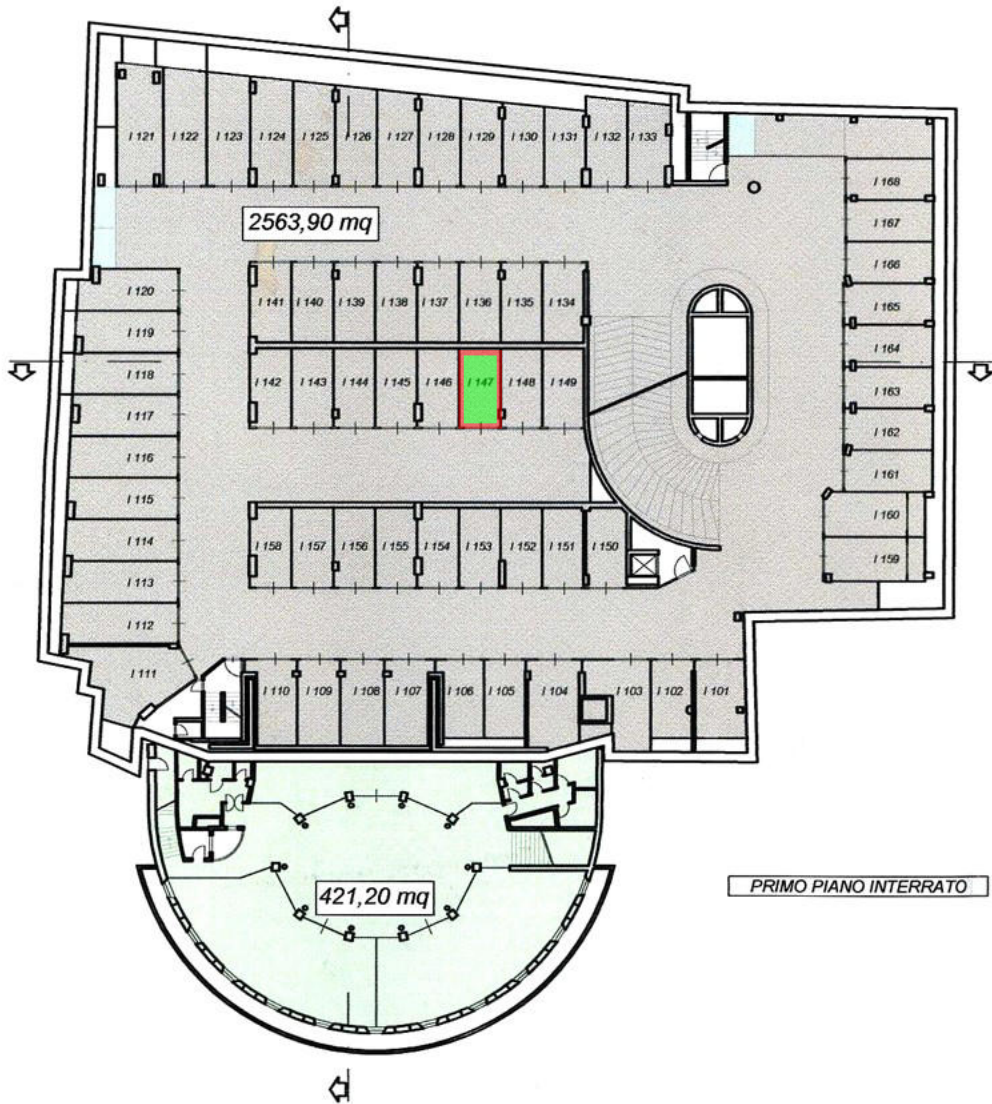 I 121 I 122 I 123 I 124 I 125 I 126 I 127 I 128 I 129 I 130 I 131 I 132 I 133
2563,90 mq
I 168
I 167
I 166
I 165
I 164
I 163
I 162
I 161
I 160
I 159
I 120
I 119
I 118
I 117
I 116
I 115
I 114
I 113
I 112
I 111
I 141 I 140 I 139 I 138 I 137 I 136 I 135 I 134
I 142 I 143 I 144 I 145 I 146 I 147 I 148 I 149
I 158 I 157 I 156 I 155 I 154 I 153 I 152 I 151 I 150
I 110 I 109 I 108 I 107 I 106 I 105 I 104 I 103 I 102 I 101
421,20 mq
PRIMO PIANO INTERRATO